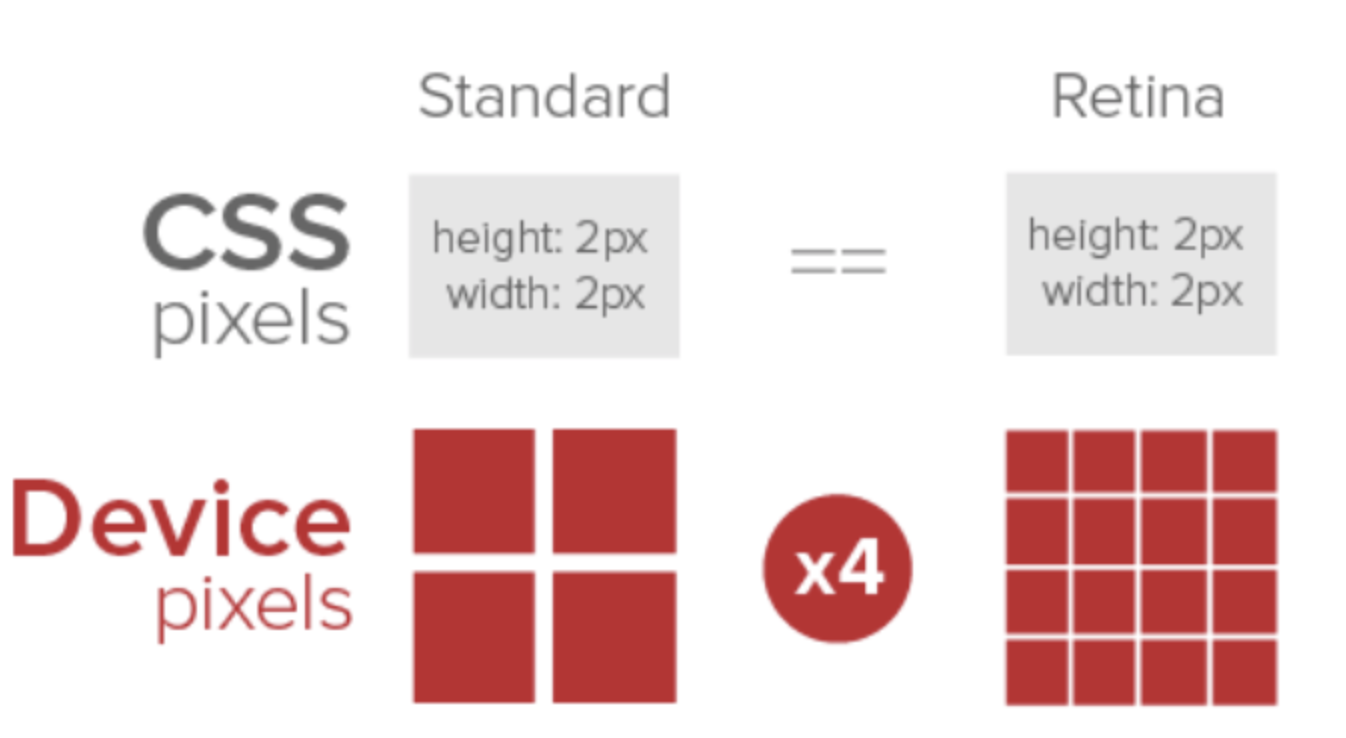 Standard
Retina
CSS
pixels
height: 2px
width: 2px
==
height: 2px
width: 2px
Device
pixels
x4